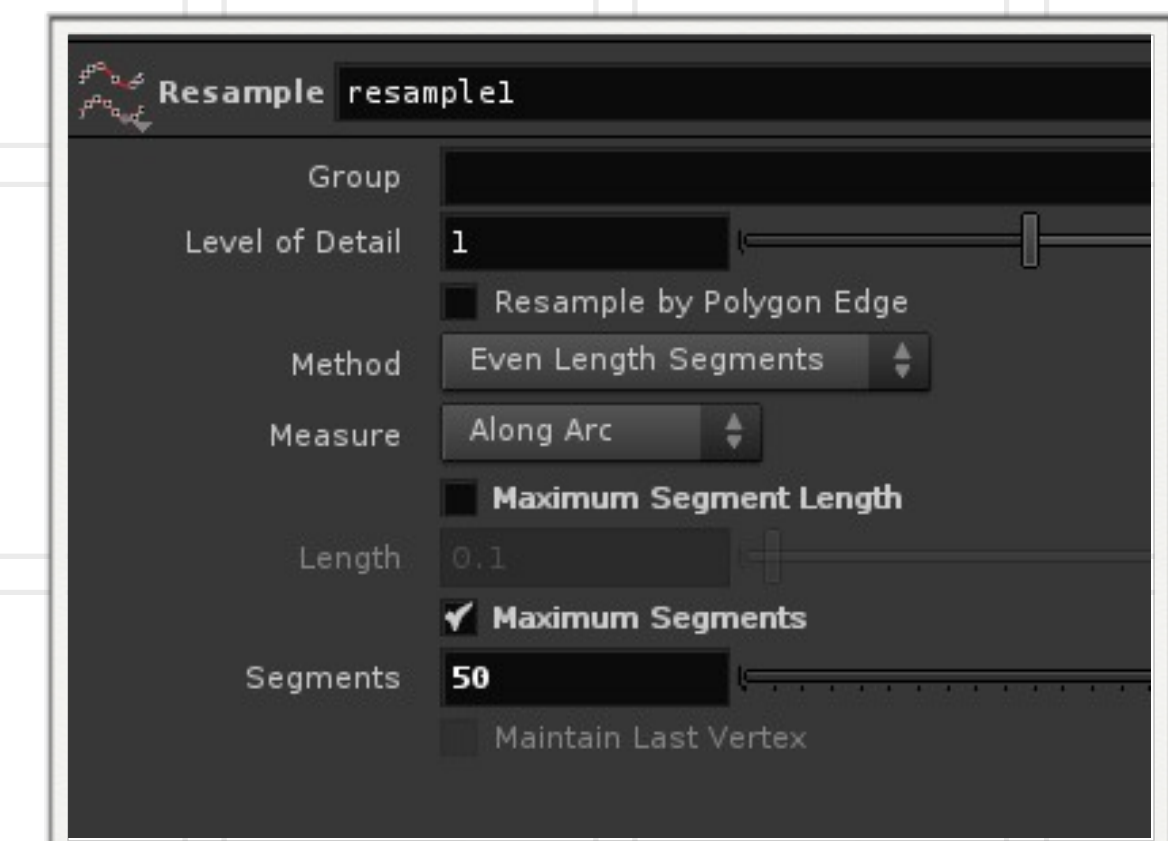 Resample resample1
Group
Level of Detail 1
Resample by Polygon Edge
Method Even Length Segments
Measure Along Arc
Maximum Segment Length
Length 0.1
Maximum Segments
Segments 50
Maintain Last Vertex